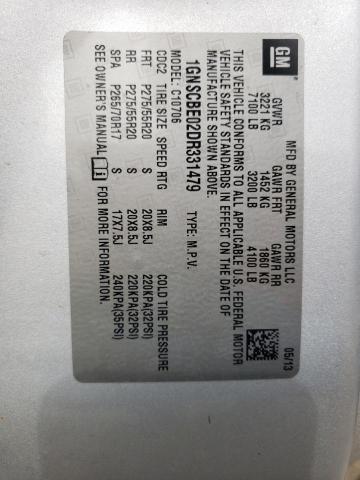 GM
MFD BY GENERAL MOTORS LLC 05/13
GVWR GAWR FRT GAWR RR
3221 KG 1452 KG 1860 KG
7100 LB 3200 LB 4100 LB
THIS VEHICLE CONFORMS TO ALL APPLICABLE U.S. FEDERAL MOTOR
VEHICLE SAFETY STANDARDS IN EFFECT ON THE DATE OF
MANUFACTURE SHOWN ABOVE.
1GNSCBE02DR331479 TYPE: M.P.V.
MODEL: C10706
CDC2 TIRE SIZE SPEED RTG RIM COLD TIRE PRESSURE
FRT P275/55R20 S 20X8.5J 220KPA(32PSI)
RR P275/55R20 S 20X8.5J 220KPA(32PSI)
SPA P265/70R17 S 17X7.5J 240KPA(35PSI)
SEE OWNER'S MANUAL FOR MORE INFORMATION.